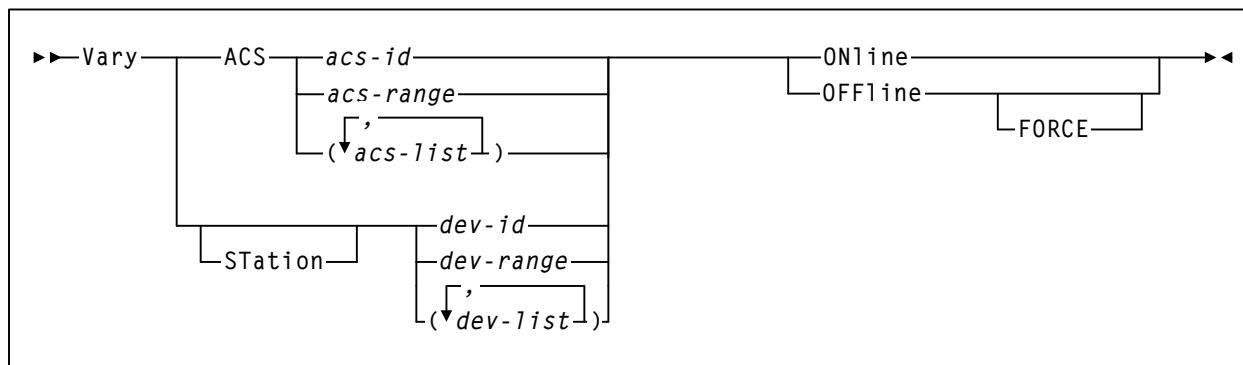 Vary ACS acs-id ONline
acs-range OFFline
, FORCE
( acs-list )
dev-id
STation dev-range
,
( dev-list )